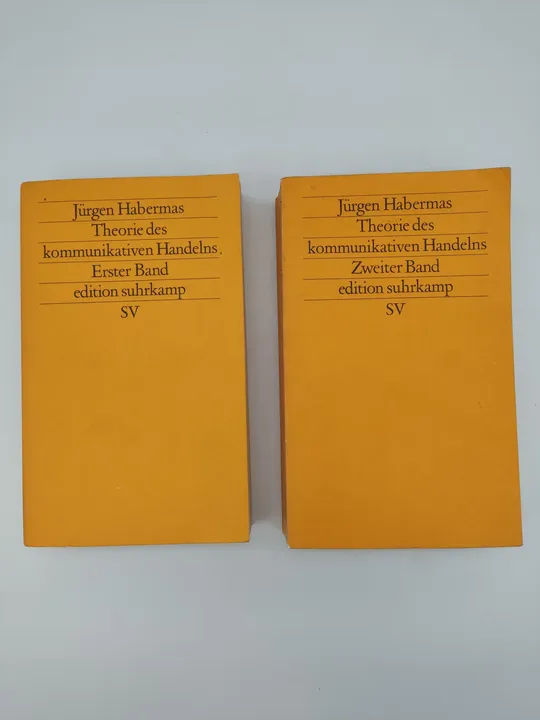 Jürgen Habermas
Theorie des
kommunikativen Handelns
Erster Band
edition suhrkamp
SV
Jürgen Habermas
Theorie des
kommunikativen Handelns
Zweiter Band
edition suhrkamp
SV